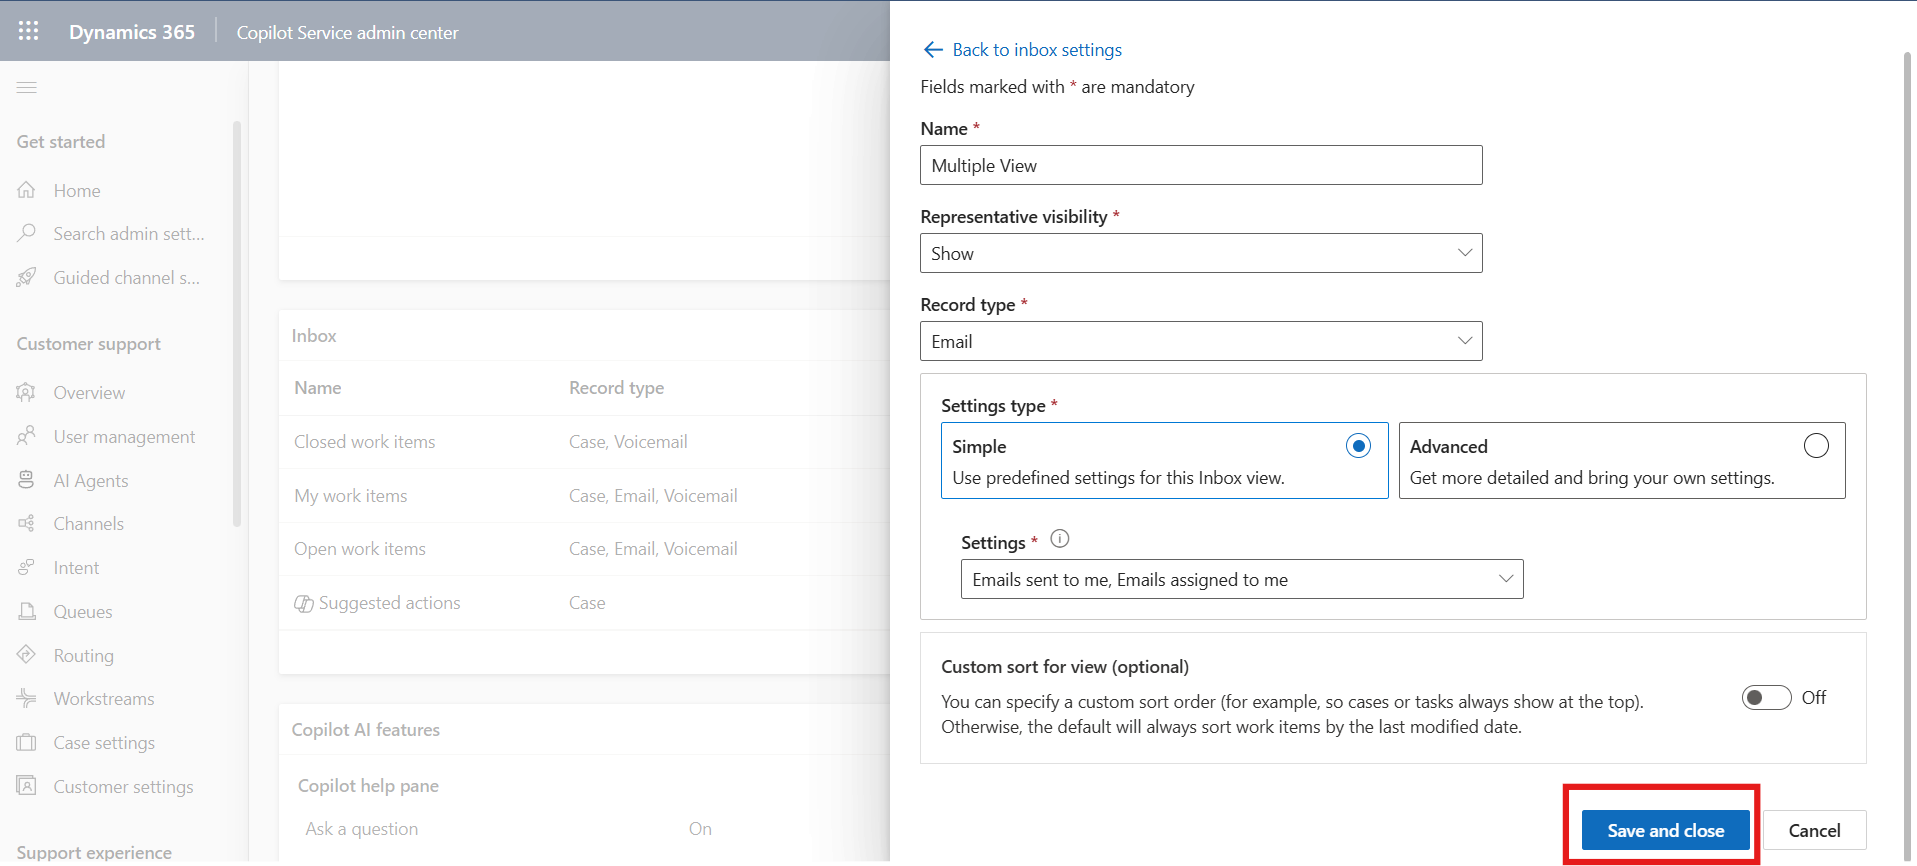 Dynamics 365
Copilot Service admin center
Get started
Home
Search admin sett...
Guided channel s...
Customer support
Overview
User management
AI Agents
Channels
Intent
Queues
Routing
Workstreams
Case settings
Customer settings
Support experience
Inbox
Name Record type
Closed work items Case, Voicemail
My work items Case, Email, Voicemail
Open work items Case, Email, Voicemail
Suggested actions Case
Copilot AI features
Copilot help pane
Ask a question On
Back to inbox settings
Fields marked with * are mandatory
Name *
Multiple View
Representative visibility *
Show
Record type *
Email
Settings type *
Simple
Use predefined settings for this Inbox view.
Advanced
Get more detailed and bring your own settings.
Settings *
Emails sent to me, Emails assigned to me
Custom sort for view (optional)
You can specify a custom sort order (for example, so cases or tasks always show at the top).
Otherwise, the default will always sort work items by the last modified date.
Off
Save and close
Cancel